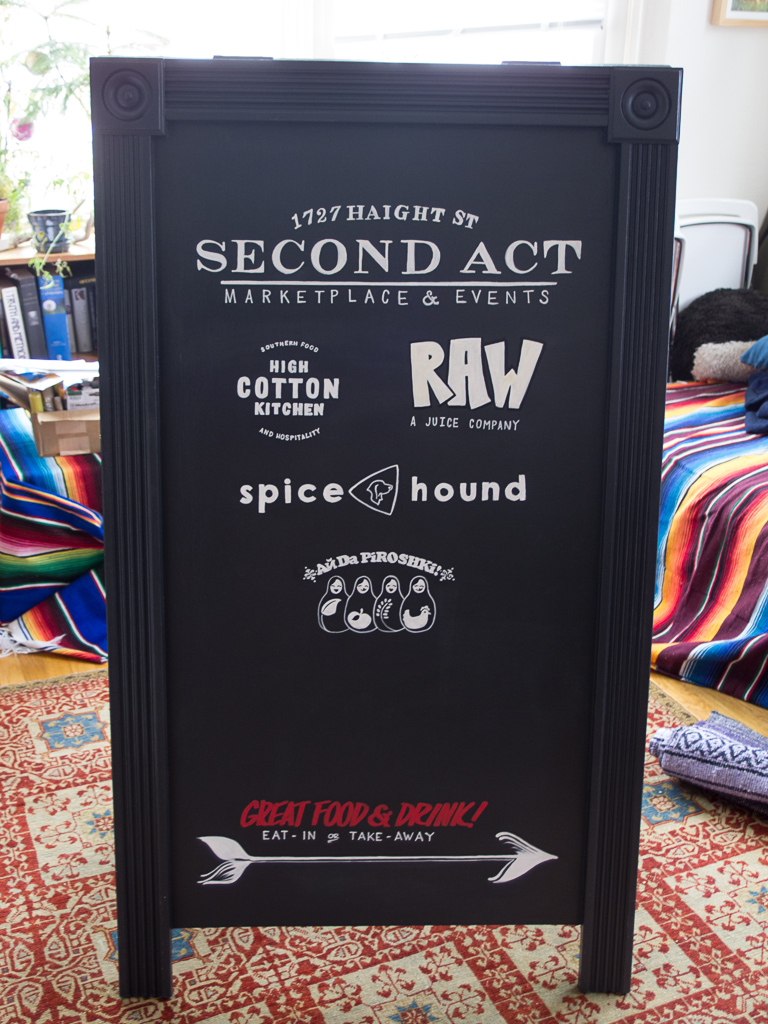 1727 HAIGHT ST
SECOND ACT
MARKETPLACE & EVENTS
SOUTHERN FOOD
HIGH
COTTON
KITCHEN
AND HOSPITALITY
RAW
A JUICE COMPANY
spice hound
Ай Da PiROSHKi!
GREAT FOOD & DRINK!
EAT-IN OR TAKE-AWAY